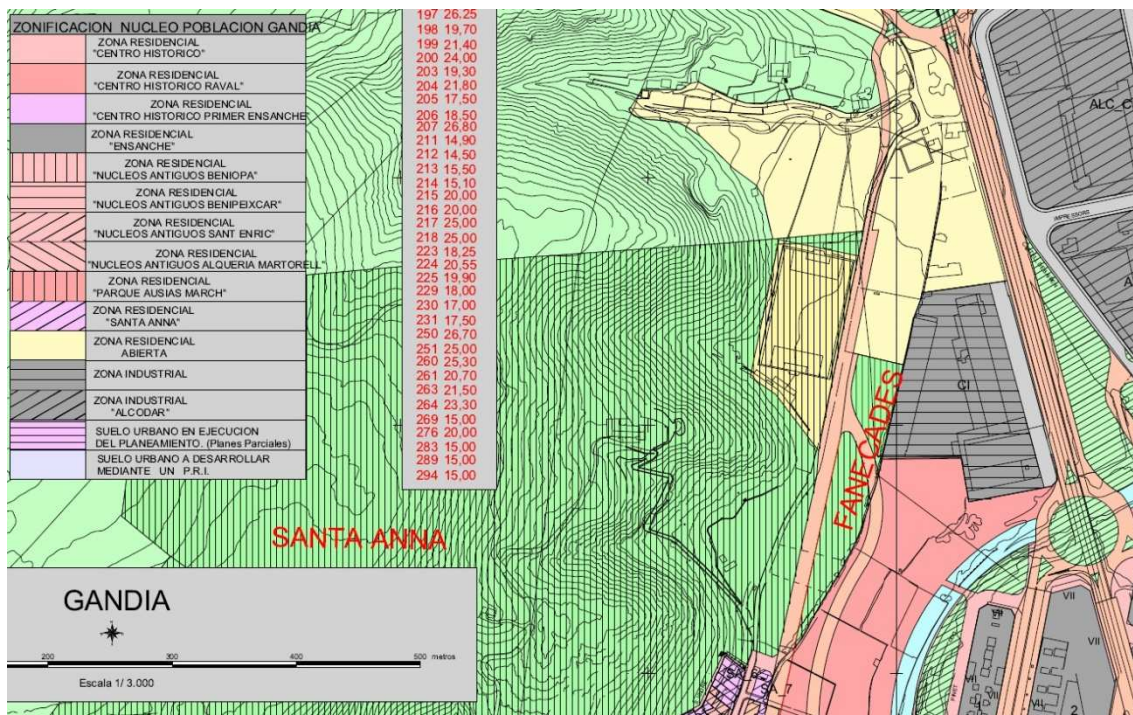 ZONIFICACION NUCLEO POBLACION GANDIA
ZONA RESIDENCIAL
"CENTRO HISTORICO"
ZONA RESIDENCIAL
"CENTRO HISTORICO RAVAL"
ZONA RESIDENCIAL
"CENTRO HISTORICO PRIMER ENSANCHE"
ZONA RESIDENCIAL
"ENSANCHE"
ZONA RESIDENCIAL
"NUCLEOS ANTIGUOS BENIOPA"
ZONA RESIDENCIAL
"NUCLEOS ANTIGUOS BENIPEIXCAR"
ZONA RESIDENCIAL
"NUCLEOS ANTIGUOS SANT ENRIC"
ZONA RESIDENCIAL
"NUCLEOS ANTIGUOS ALQUERIA MARTORELL"
ZONA RESIDENCIAL
"PARQUE AUSIAS MARCH"
ZONA RESIDENCIAL
"SANTA ANNA"
ZONA RESIDENCIAL
ABIERTA
ZONA INDUSTRIAL
ZONA INDUSTRIAL
"ALCODAR"
SUELO URBANO EN EJECUCION
DEL PLANEAMIENTO. (Planes Parciales)
SUELO URBANO A DESARROLLAR
MEDIANTE UN P.R.I.
197 26.25
198 19,70
199 21,40
200 24,00
203 19,30
204 21,80
205 17,50
206 18,50
207 26,80
211 14,90
212 14,50
213 15,50
214 15,10
215 20,00
216 20,00
217 25,00
218 25,00
223 18,25
224 20,55
225 19,90
229 18,00
230 17,00
231 17,50
250 26,70
251 25,00
260 25,30
261 20,70
263 21,50
264 23,30
269 15,00
276 20,00
283 15,00
289 15,00
294 15,00
ALC_C
IMPRESSORS
A
CI
FANECADES
SANTA ANNA
GANDIA
200 300 400 500 metros
Escala 1/ 3.000
SA_7
VII
VII
VII
VII
VII
VII
2